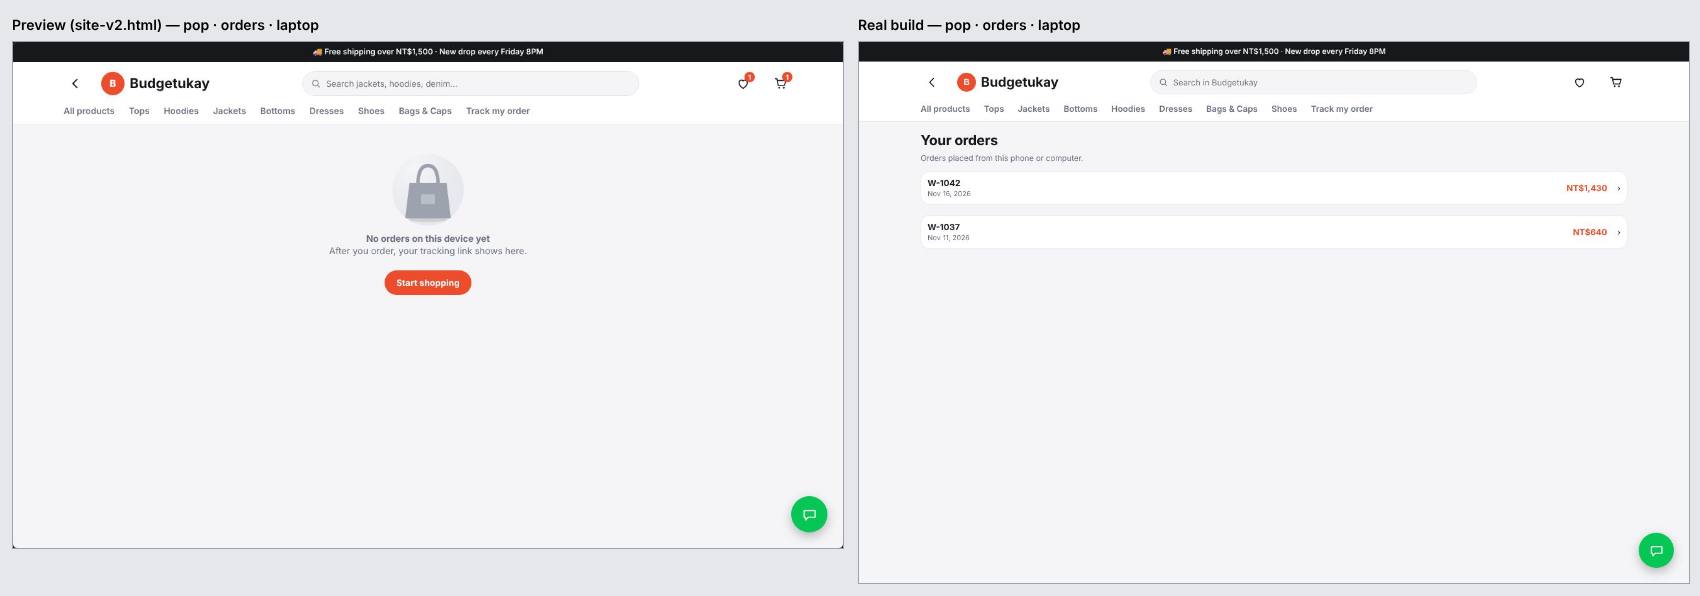 Preview (site-v2.html) — pop · orders · laptop
🚚 Free shipping over NT$1,500 · New drop every Friday 8PM
B Budgetukay
Search jackets, hoodies, denim...
1
1
All products Tops Hoodies Jackets Bottoms Dresses Shoes Bags & Caps Track my order
No orders on this device yet
After you order, your tracking link shows here.
Start shopping
Real build — pop · orders · laptop
🚚 Free shipping over NT$1,500 · New drop every Friday 8PM
B Budgetukay
Search in Budgetukay
All products Tops Jackets Bottoms Hoodies Dresses Bags & Caps Shoes Track my order
Your orders
Orders placed from this phone or computer.
W-1042
Nov 16, 2026
NT$1,430 ›
W-1037
Nov 11, 2026
NT$640 ›